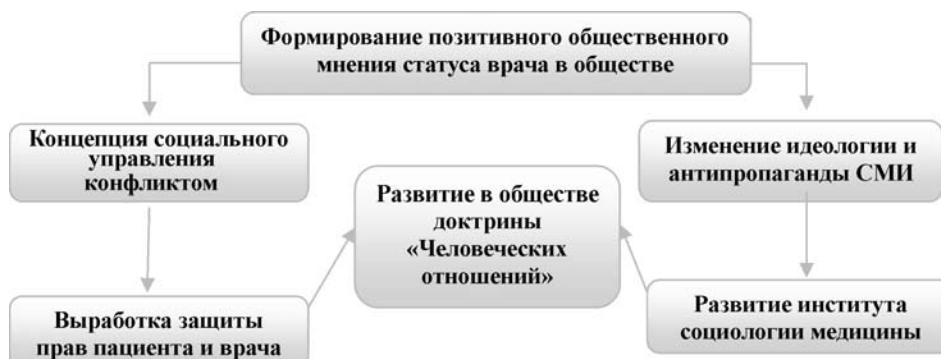 Формирование позитивного общественного
мнения статуса врача в обществе
Концепция социального
управления
конфликтом
Изменение идеологии и
антипропаганды СМИ
Развитие в обществе
доктрины
«Человеческих
отношений»
Выработка защиты
прав пациента и врача
Развитие института
социологии медицины